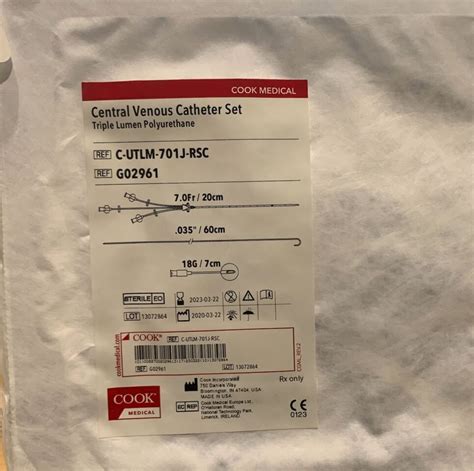 COOK MEDICAL
Central Venous Catheter Set
Triple Lumen Polyurethane
REF C-UTLM-701J-RSC
REF G02961
7.0Fr / 20cm
.035" / 60cm
18G / 7cm
STERILE EO 2023-03-22
LOT 13072864 2020-03-22
cookmedical.com
COOK® C-UTLM-701J-RSC
G02961 LOT 13072864
COOK
MEDICAL
Cook Incorporated
750 Daniels Way
Bloomington, IN 47404, USA
MADE IN USA
EC REP Cook Medical Europe Ltd.
O'Halloran Road
National Technology Park
Limerick, IRELAND
Rx only
CE
0123